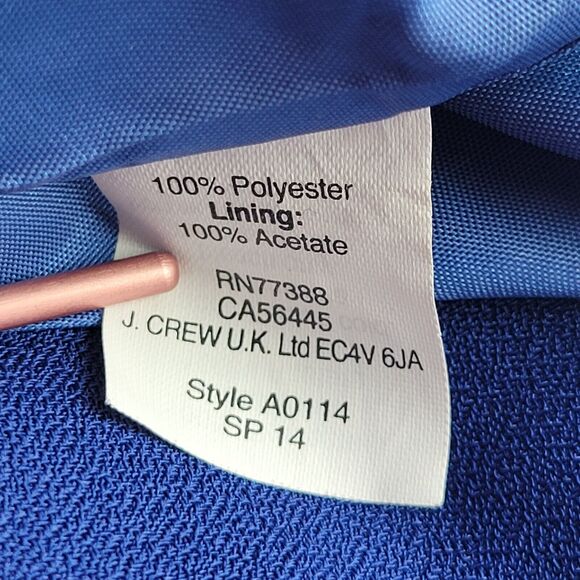 100% Polyester
Lining:
100% Acetate
RN77388
CA56445
J. CREW U.K. Ltd EC4V 6JA
Style A0114
SP 14